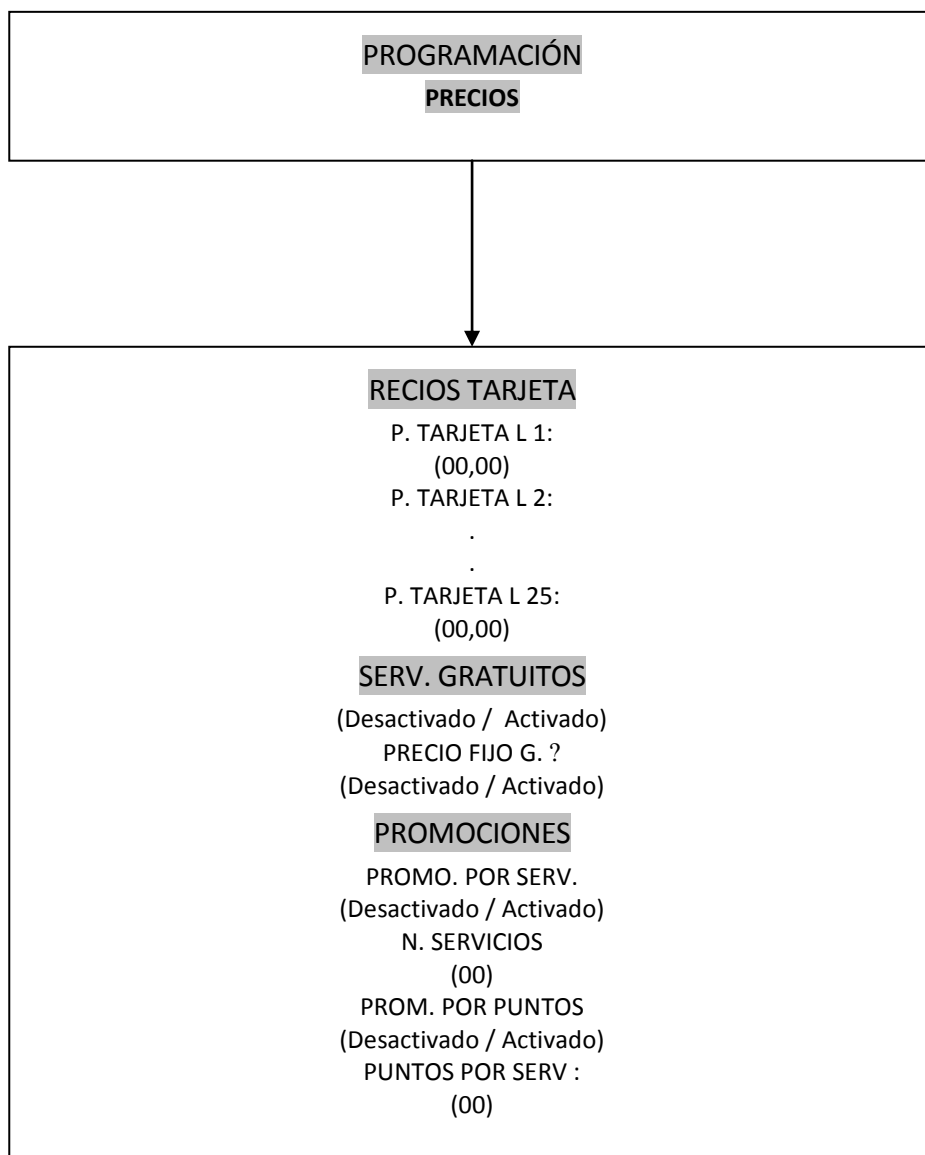 PROGRAMACIÓN
PRECIOS
RECIOS TARJETA
P. TARJETA L 1:
(00,00)
P. TARJETA L 2:
.
.
P. TARJETA L 25:
(00,00)
SERV. GRATUITOS
(Desactivado / Activado)
PRECIO FIJO G. ?
(Desactivado / Activado)
PROMOCIONES
PROMO. POR SERV.
(Desactivado / Activado)
N. SERVICIOS
(00)
PROM. POR PUNTOS
(Desactivado / Activado)
PUNTOS POR SERV :
(00)